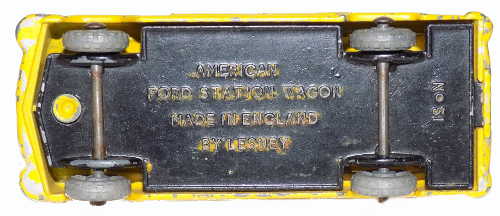 AMERICAN
FORD STATION WAGON
MADE IN ENGLAND
BY LESNEY
No 31